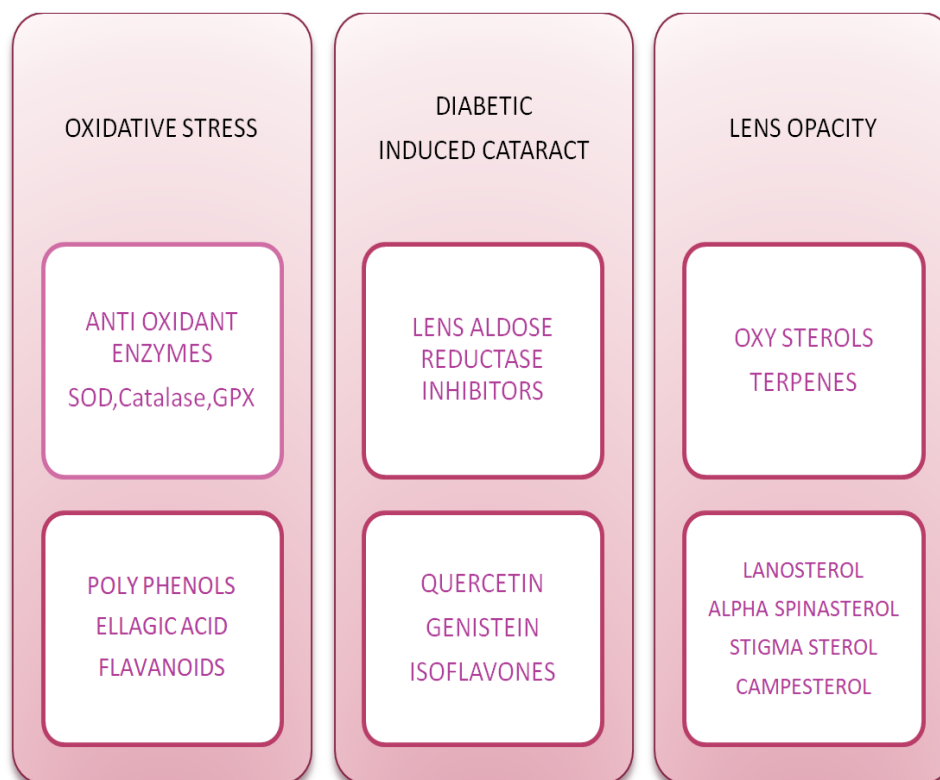 OXIDATIVE STRESS
ANTI OXIDANT
ENZYMES
SOD,Catalase,GPX
POLY PHENOLS
ELLAGIC ACID
FLAVANOIDS
DIABETIC
INDUCED CATARACT
LENS ALDOSE
REDUCTASE
INHIBITORS
QUERCETIN
GENISTEIN
ISOFLAVONES
LENS OPACITY
OXY STEROLS
TERPENES
LANOSTEROL
ALPHA SPINASTEROL
STIGMA STEROL
CAMPESTEROL